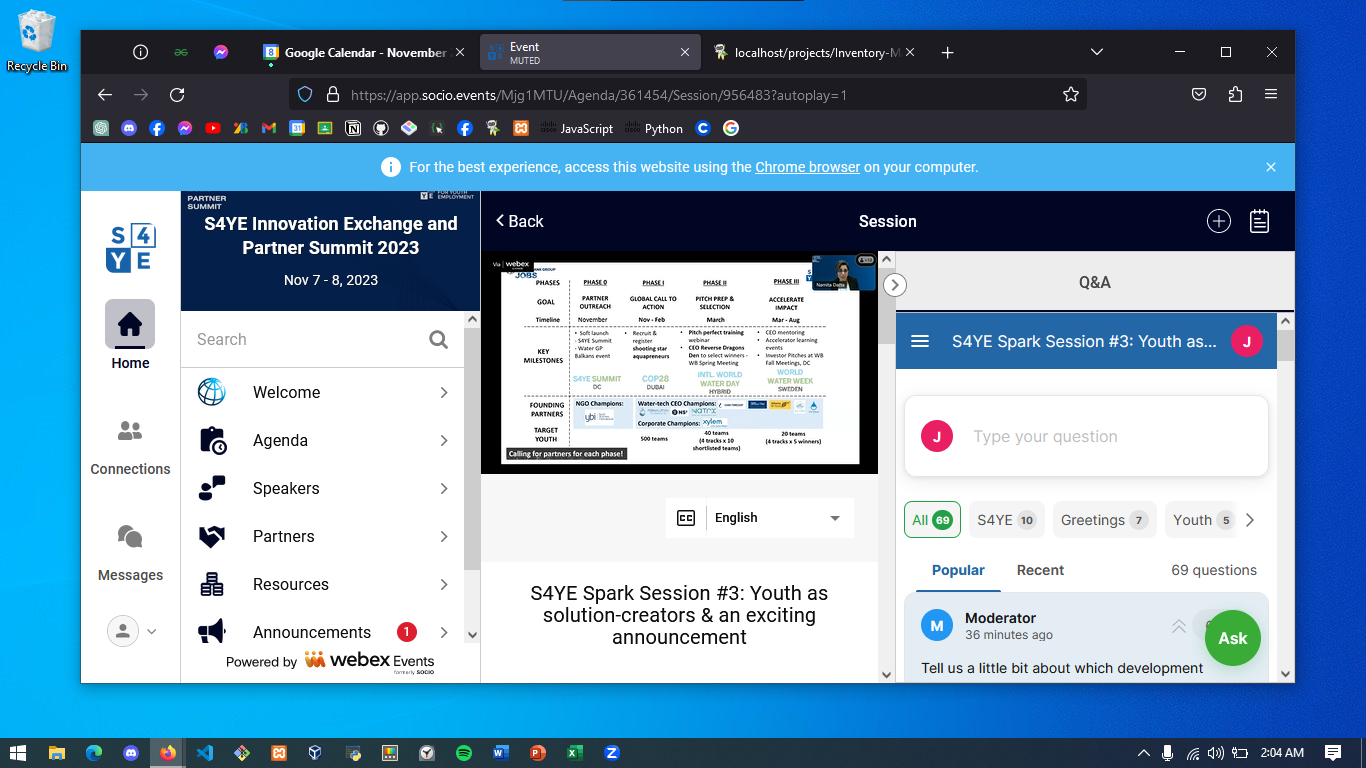 Recycle Bin
Google Calendar - November
Event
MUTED
localhost/projects/Inventory-M
https://app.socio.events/Mjg1MTU/Agenda/361454/Session/956483?autoplay=1
JavaScript
Python
For the best experience, access this website using the Chrome browser on your computer.
S4YE
Home
Connections
Messages
PARTNER
SUMMIT
FOR YOUTH
EMPLOYMENT
S4YE Innovation Exchange and
Partner Summit 2023
Nov 7 - 8, 2023
Search
Welcome
Agenda
Speakers
Partners
Resources
Announcements
1
Powered by webex Events
formerly SOCIO
Back
Session
Via webex
JOBS
Namita Datta
PHASES
PHASE 0
PHASE I
PHASE II
PHASE III
GOAL
PARTNER
OUTREACH
GLOBAL CALL TO
ACTION
PITCH PREP &
SELECTION
ACCELERATE
IMPACT
Timeline
November
Nov - Feb
March
Mar - Aug
KEY
MILESTONES
• Soft launch
- S4YE Summit
- Water GP
Balkans event
• Recruit &
register
shooting star
aquapreneurs
• Pitch perfect training
webinar
• CEO Reverse Dragons
Den to select winners -
WB Spring Meeting
• CEO mentoring
• Accelerator learning
events
• Investor Pitches at WB
Fall Meetings, DC
S4YE SUMMIT
DC
COP28
DUBAI
INTL. WORLD
WATER DAY
HYBRID
WORLD
WATER WEEK
SWEDEN
FOUNDING
PARTNERS
NGO Champions:
ybi
Water-tech CEO Champions:
Corporate Champions:
xylem
TARGET
YOUTH
500 teams
40 teams
(4 tracks x 10
shortlisted teams)
20 teams
(4 tracks x 5 winners)
Calling for partners for each phase!
English
S4YE Spark Session #3: Youth as
solution-creators & an exciting
announcement
Q&A
S4YE Spark Session #3: Youth as...
J
J
Type your question
All 69
S4YE 10
Greetings 7
Youth 5
Popular
Recent
69 questions
M
Moderator
36 minutes ago
Ask
Tell us a little bit about which development
2:04 AM